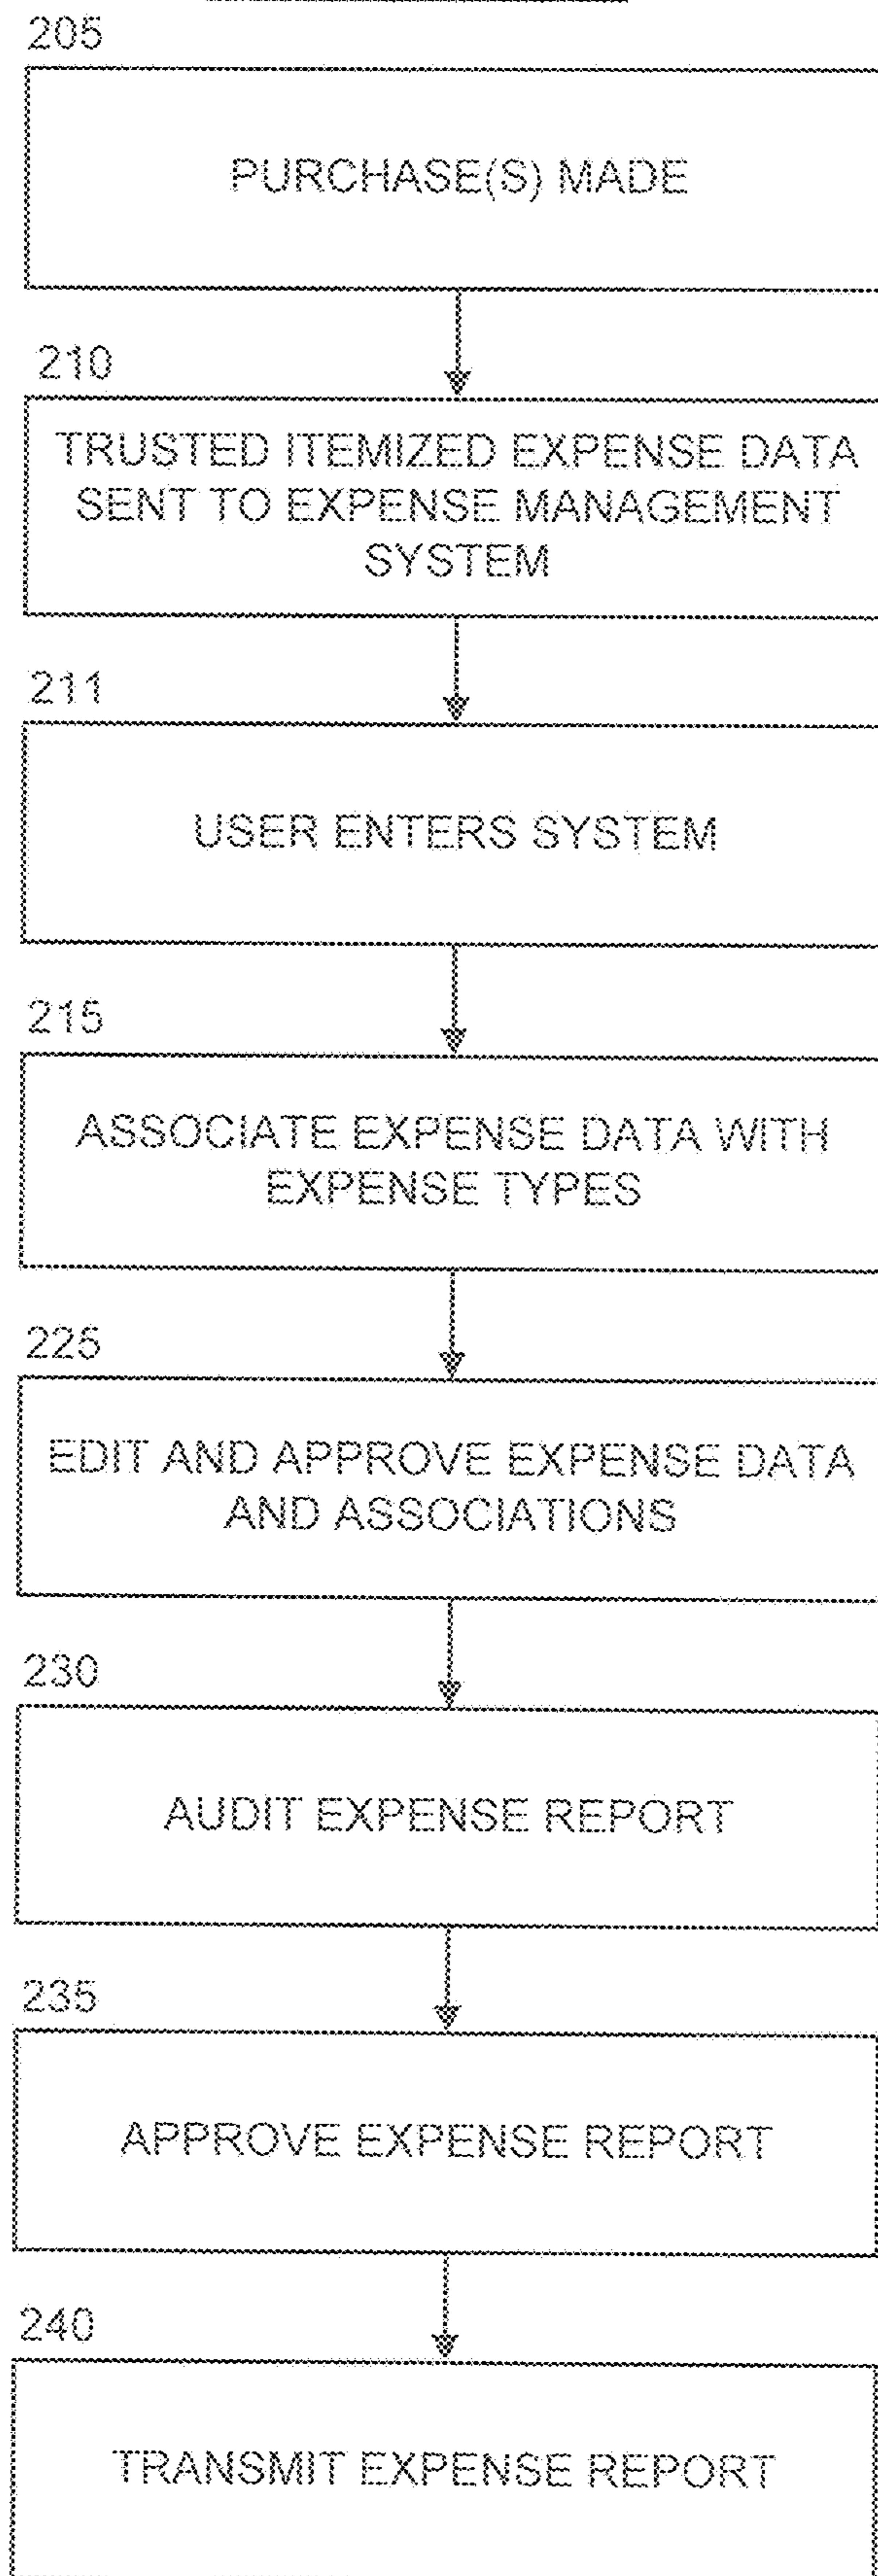 205
PURCHASE(S) MADE
210
TRUSTED ITEMIZED EXPENSE DATA
SENT TO EXPENSE MANAGEMENT
SYSTEM
211
USER ENTERS SYSTEM
215
ASSOCIATE EXPENSE DATA WITH
EXPENSE TYPES
225
EDIT AND APPROVE EXPENSE DATA
AND ASSOCIATIONS
230
AUDIT EXPENSE REPORT
235
APPROVE EXPENSE REPORT
240
TRANSMIT EXPENSE REPORT